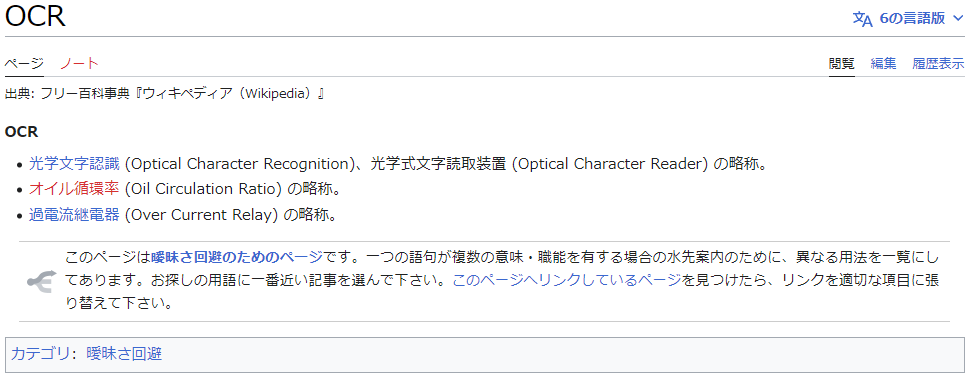 OCR
6の言語版
ページ ノート 閲覧 編集 履歴表示
出典: フリー百科事典『ウィキペディア（Wikipedia）』
OCR
光学文字認識 (Optical Character Recognition)、光学式文字読取装置 (Optical Character Reader) の略称。
オイル循環率 (Oil Circulation Ratio) の略称。
過電流継電器 (Over Current Relay) の略称。
このページは曖昧さ回避のためのページです。一つの語句が複数の意味・職能を有する場合の水先案内のために、異なる用法を一覧にし
てあります。お探しの用語に一番近い記事を選んで下さい。このページへリンクしているページを見つけたら、リンクを適切な項目に張
り替えて下さい。
カテゴリ: 曖昧さ回避